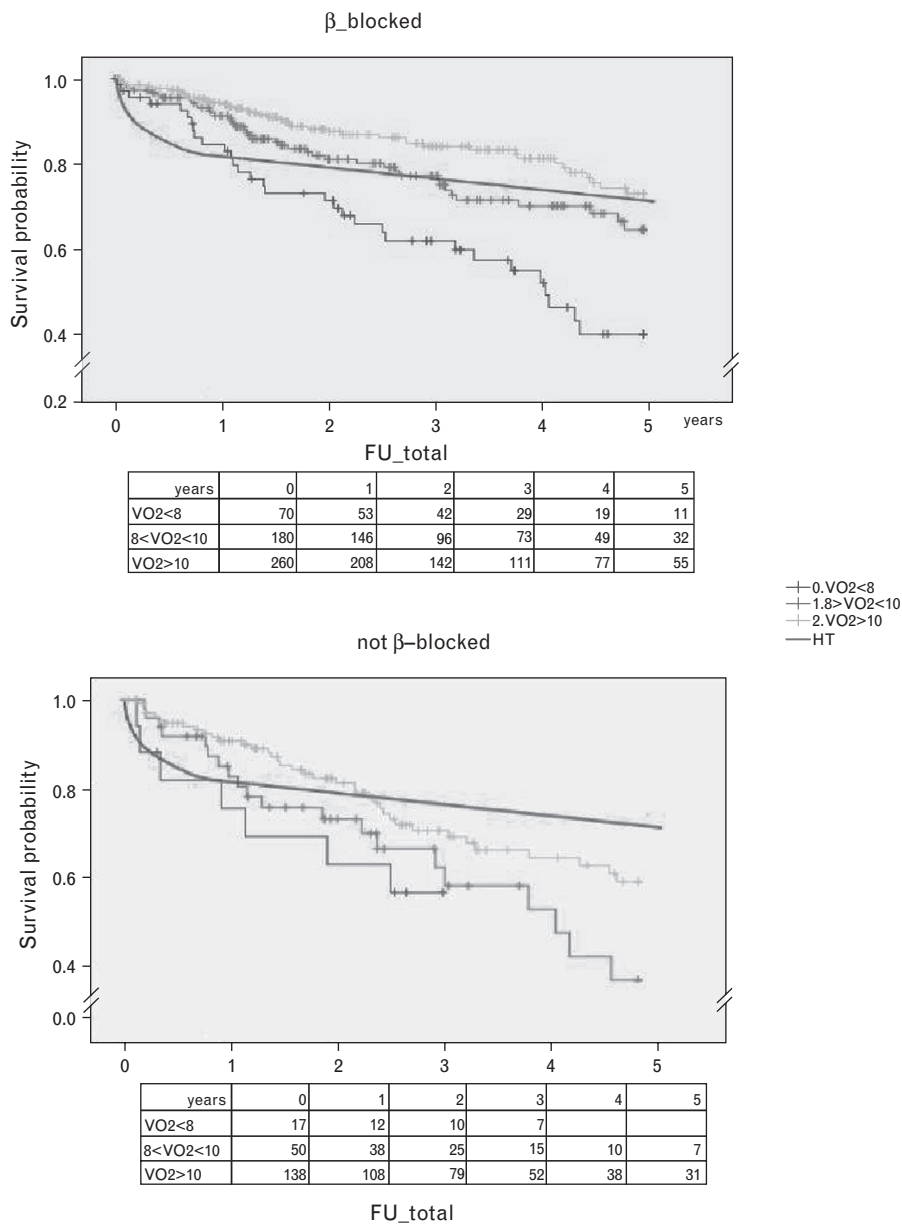 β_blocked
Survival probability
1.0
0.8
0.6
0.4
0.2
0 1 2 3 4 5 years
FU_total
years 0 1 2 3 4 5
VO2<8 70 53 42 29 19 11
8<VO2<10 180 146 96 73 49 32
VO2>10 260 208 142 111 77 55
0.VO2<8
1.8>VO2<10
2.VO2>10
HT
not β–blocked
Survival probability
1.0
0.8
0.6
0.4
0.0
0 1 2 3 4 5
years 0 1 2 3 4 5
VO2<8 17 12 10 7
8<VO2<10 50 38 25 15 10 7
VO2>10 138 108 79 52 38 31
FU_total